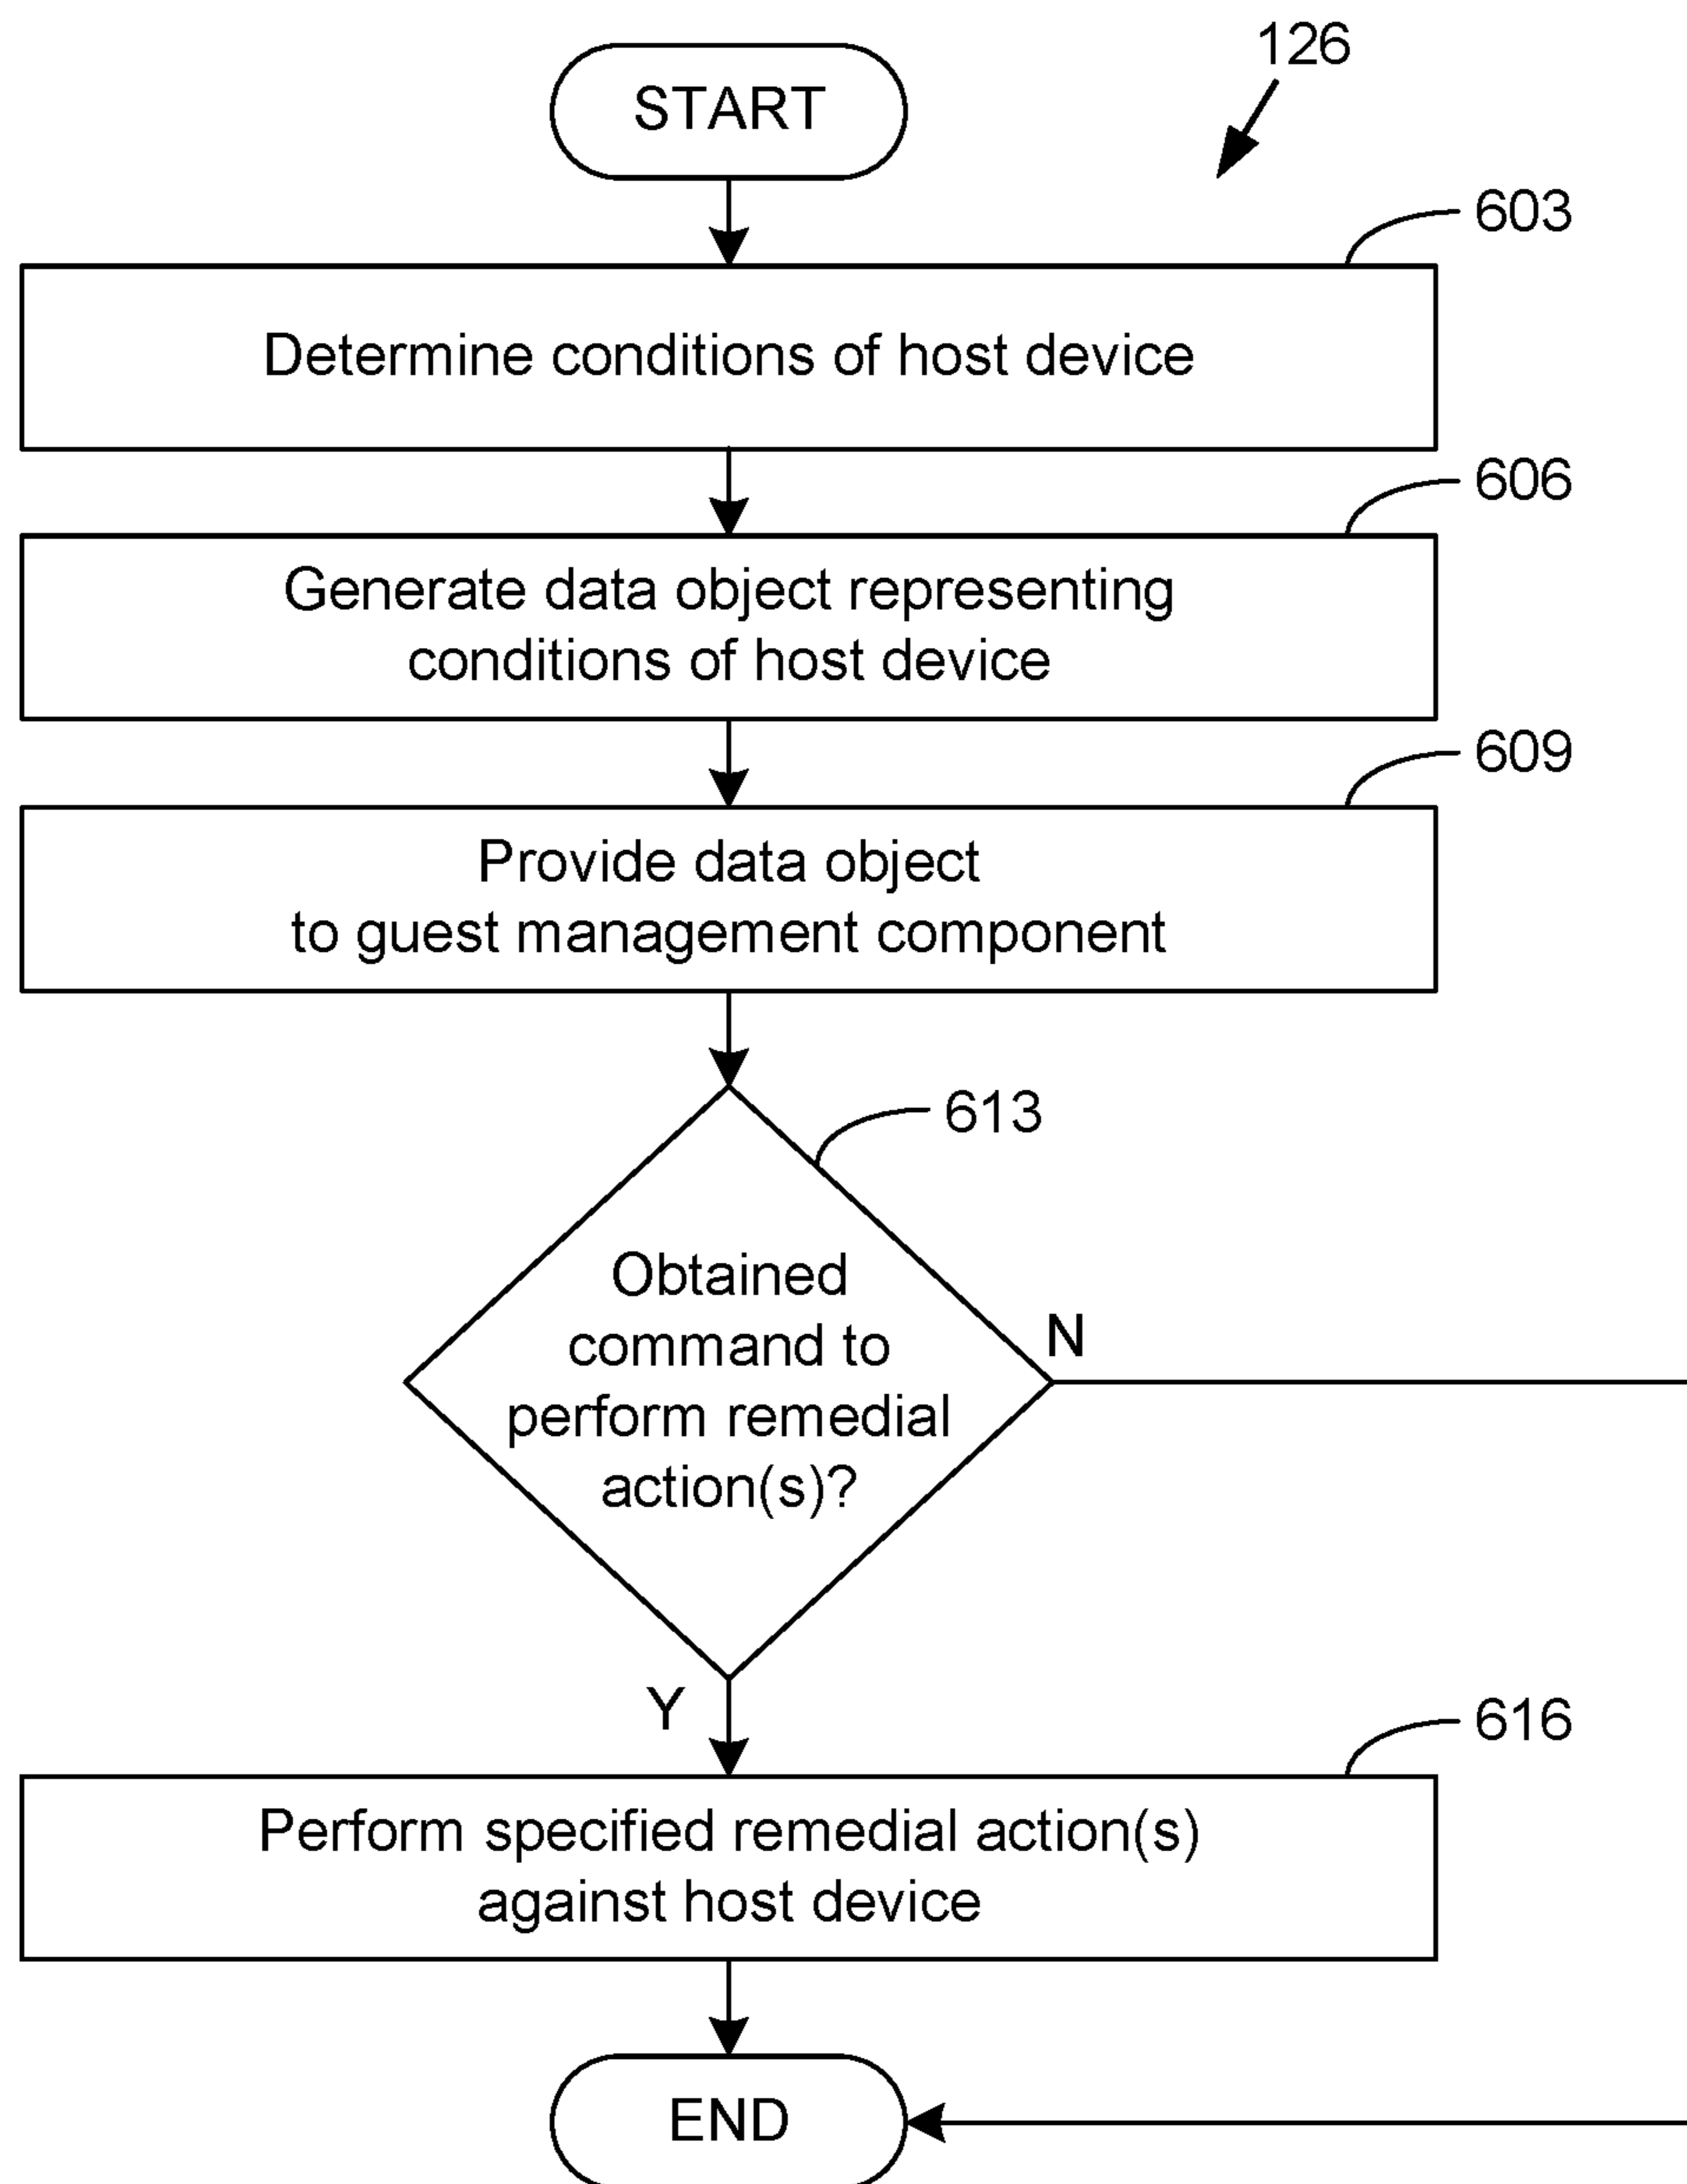 START
126
603
Determine conditions of host device
606
Generate data object representing
conditions of host device
609
Provide data object
to guest management component
613
Obtained
command to
perform remedial
action(s)?
N
Y
616
Perform specified remedial action(s)
against host device
END